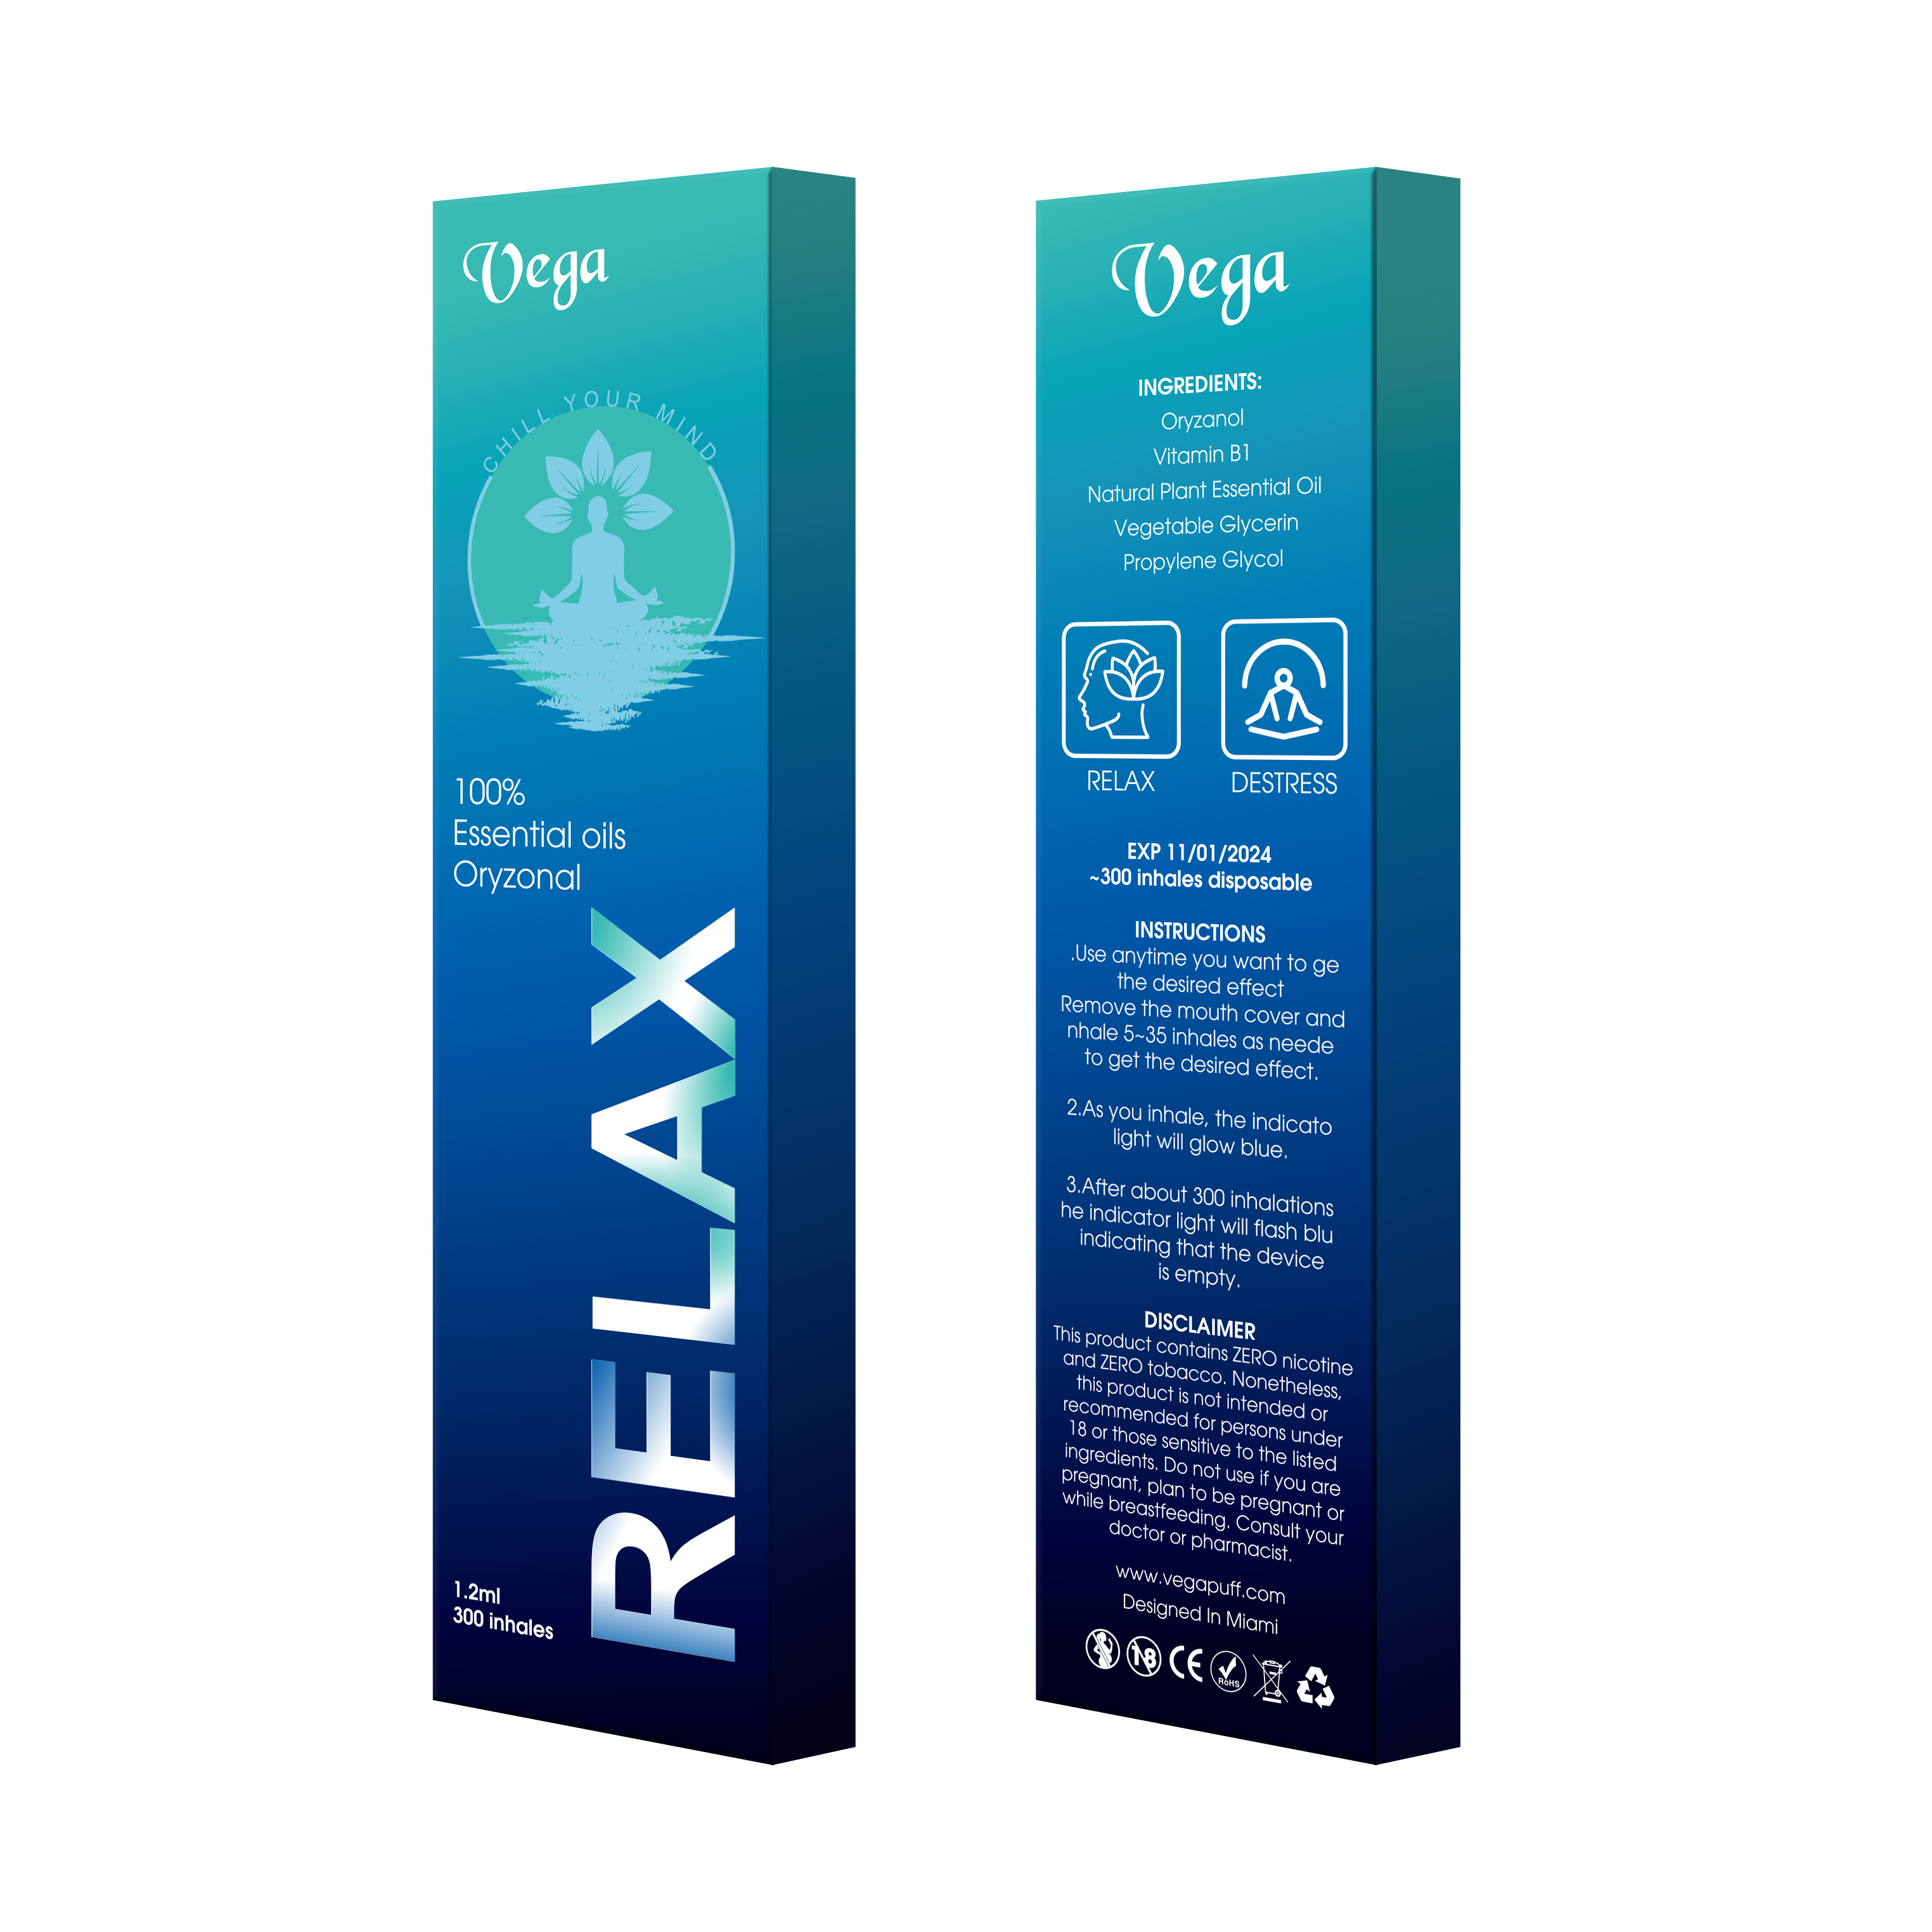 Vega
CHILL YOUR MIND
100%
Essential oils
Oryzonal
RELAX
1.2ml
300 inhales
Vega
INGREDIENTS:
Oryzanol
Vitamin B1
Natural Plant Essential Oil
Vegetable Glycerin
Propylene Glycol
RELAX
DESTRESS
EXP 11/01/2024
~300 inhales disposable
INSTRUCTIONS
.Use anytime you want to ge
the desired effect
Remove the mouth cover and
nhale 5~35 inhales as neede
to get the desired effect.
2.As you inhale, the indicato
light will glow blue.
3.After about 300 inhalations
he indicator light will flash blu
indicating that the device
is empty.
DISCLAIMER
This product contains ZERO nicotine
and ZERO tobacco. Nonetheless,
this product is not intended or
recommended for persons under
18 or those sensitive to the listed
ingredients. Do not use if you are
pregnant, plan to be pregnant or
while breastfeeding. Consult your
doctor or pharmacist.
www.vegapuff.com
Designed In Miami
18
CE
RoHS